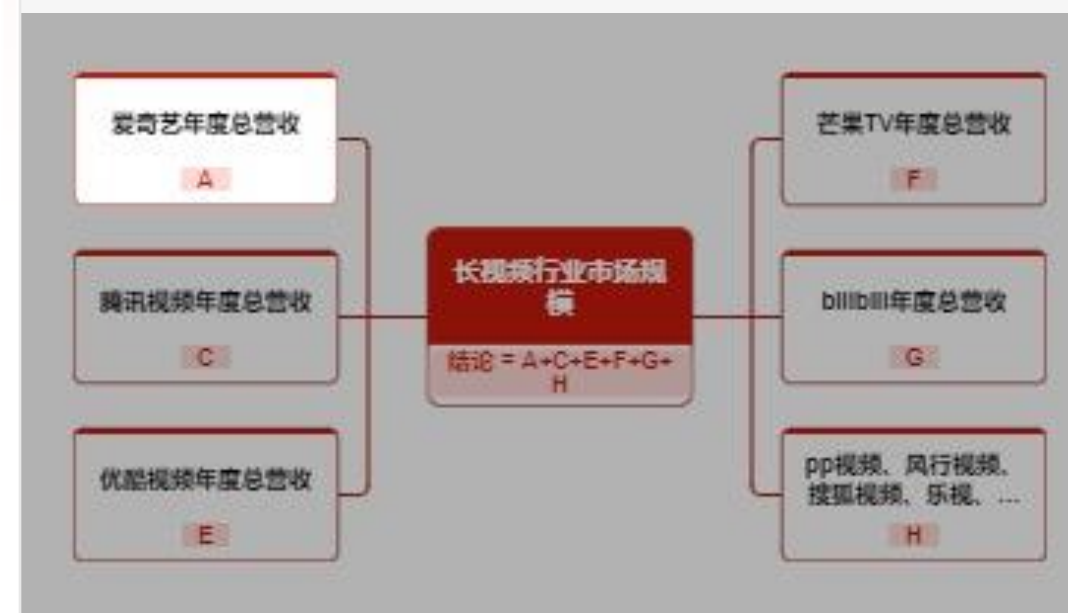 爱奇艺年度总营收
A
腾讯视频年度总营收
C
优酷视频年度总营收
E
长视频行业市场规
模
结论 = A+C+E+F+G+
H
芒果TV年度总营收
F
bilibili年度总营收
G
pp视频、风行视频、
搜狐视频、乐视、...
H